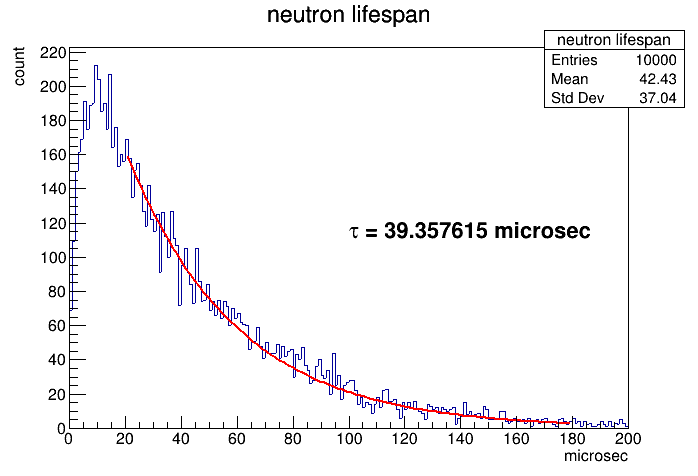 neutron lifespan
neutron lifespan
Entries 10000
Mean 42.43
Std Dev 37.04
count
220
200
180
160
140
120
100
80
60
40
20
0
τ = 39.357615 microsec
0 20 40 60 80 100 120 140 160 180 200
microsec